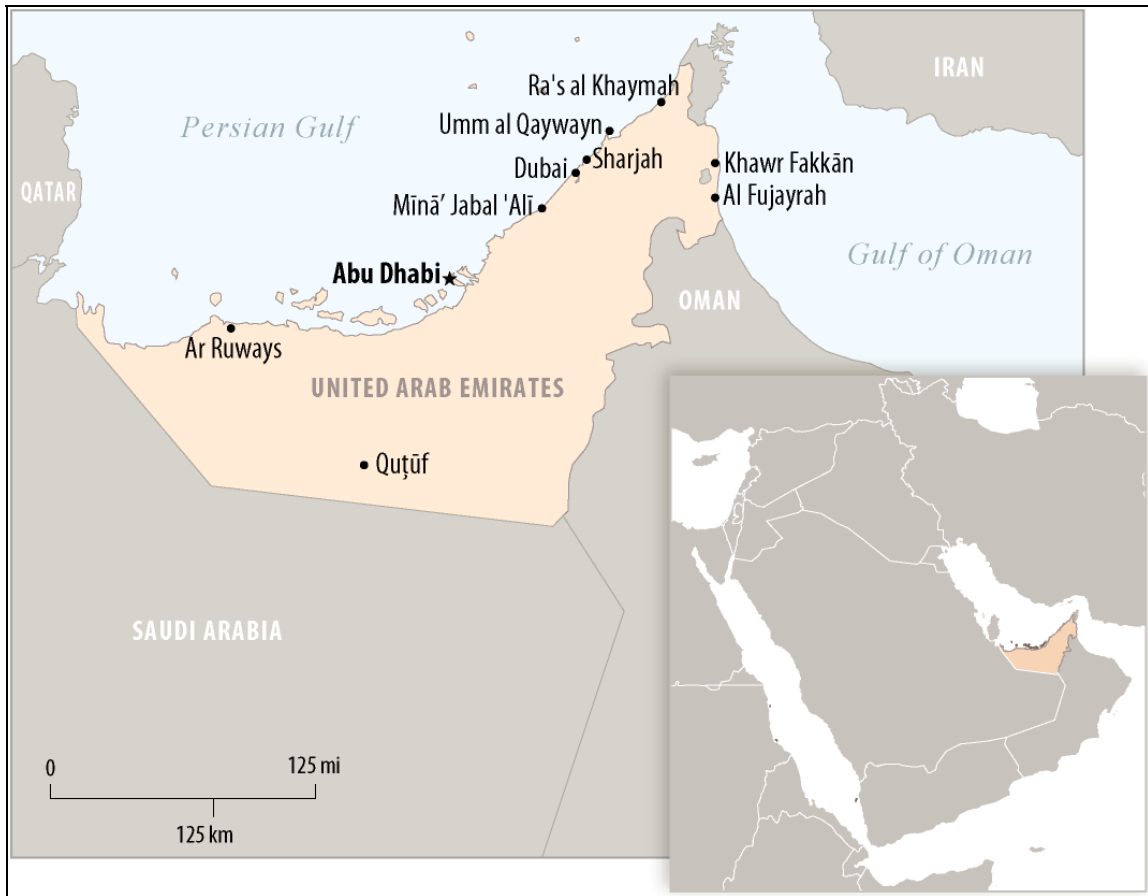 IRAN
Ra's al Khaymah
Persian Gulf
Umm al Qaywayn
Sharjah
Khawr Fakkān
Dubai
QATAR
Al Fujayrah
Mīnā’ Jabal 'Alī
Gulf of Oman
Abu Dhabi
OMAN
Ar Ruways
UNITED ARAB EMIRATES
Quţūf
SAUDI ARABIA
0
125 mi
125 km